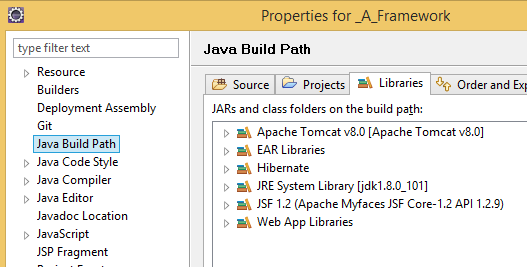 Properties for _A_Framework
type filter text
Resource
Builders
Deployment Assembly
Git
Java Build Path
Java Code Style
Java Compiler
Java Editor
Javadoc Location
JavaScript
JSP Fragment
Java Build Path
Source
Projects
Libraries
Order and Exp
JARs and class folders on the build path:
Apache Tomcat v8.0 [Apache Tomcat v8.0]
EAR Libraries
Hibernate
JRE System Library [jdk1.8.0_101]
JSF 1.2 (Apache Myfaces JSF Core-1.2 API 1.2.9)
Web App Libraries